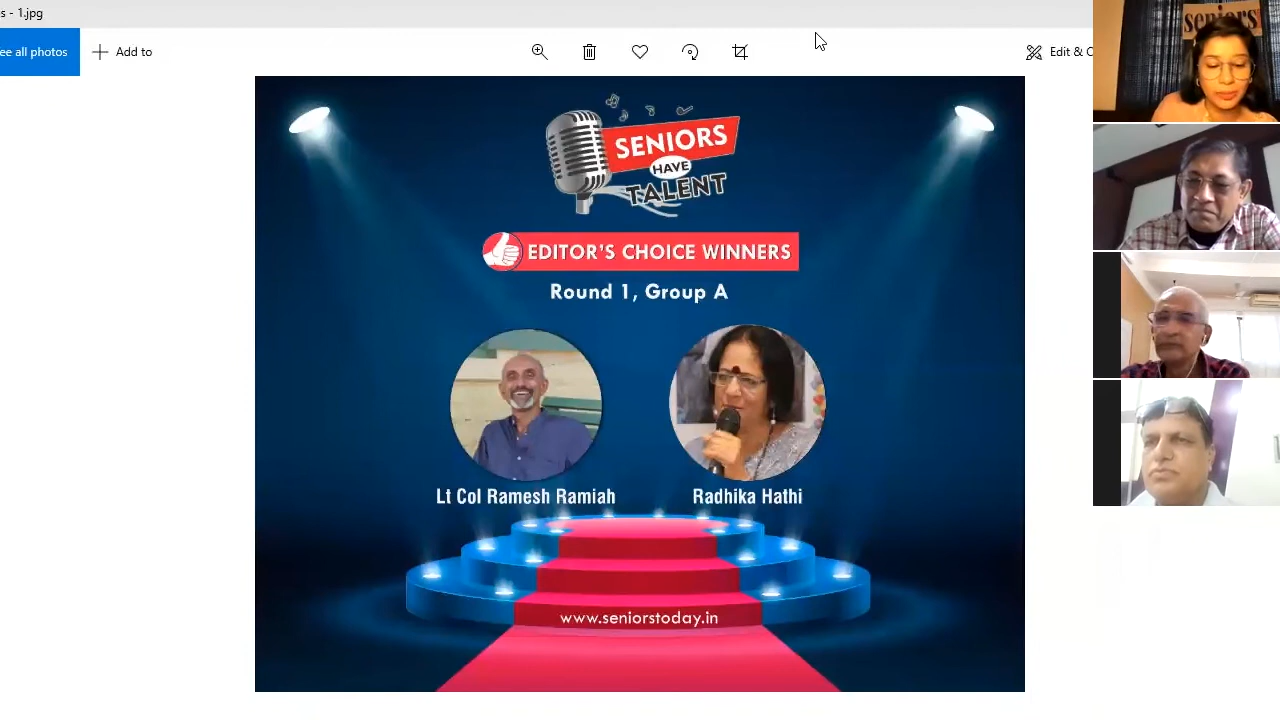 s - 1.jpg
ee all photos
Add to
Edit & C
seniors
SENIORS
HAVE
TALENT
EDITOR'S CHOICE WINNERS
Round 1, Group A
Lt Col Ramesh Ramiah
Radhika Hathi
www.seniorstoday.in